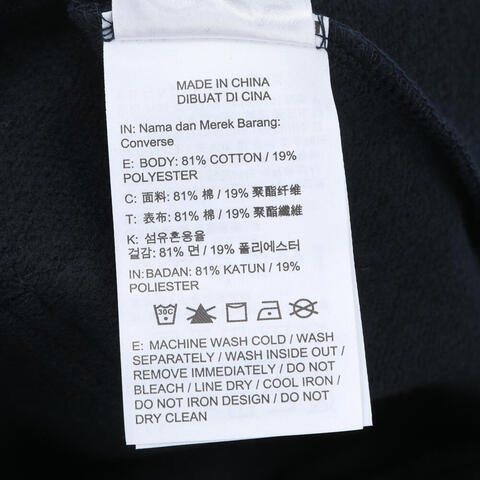 MADE IN CHINA
DIBUAT DI CINA
IN: Nama dan Merek Barang:
Converse
E: BODY: 81% COTTON / 19%
POLYESTER
C: 面料: 81% 棉 / 19% 聚酯纤维
T: 表布: 81% 棉 / 19% 聚酯纖維
K: 섬유혼용율
겉감: 81% 면 / 19% 폴리에스터
IN: BADAN: 81% KATUN / 19%
POLIESTER
30C
E: MACHINE WASH COLD / WASH
SEPARATELY / WASH INSIDE OUT /
REMOVE IMMEDIATELY / DO NOT
BLEACH / LINE DRY / COOL IRON /
DO NOT IRON DESIGN / DO NOT
DRY CLEAN